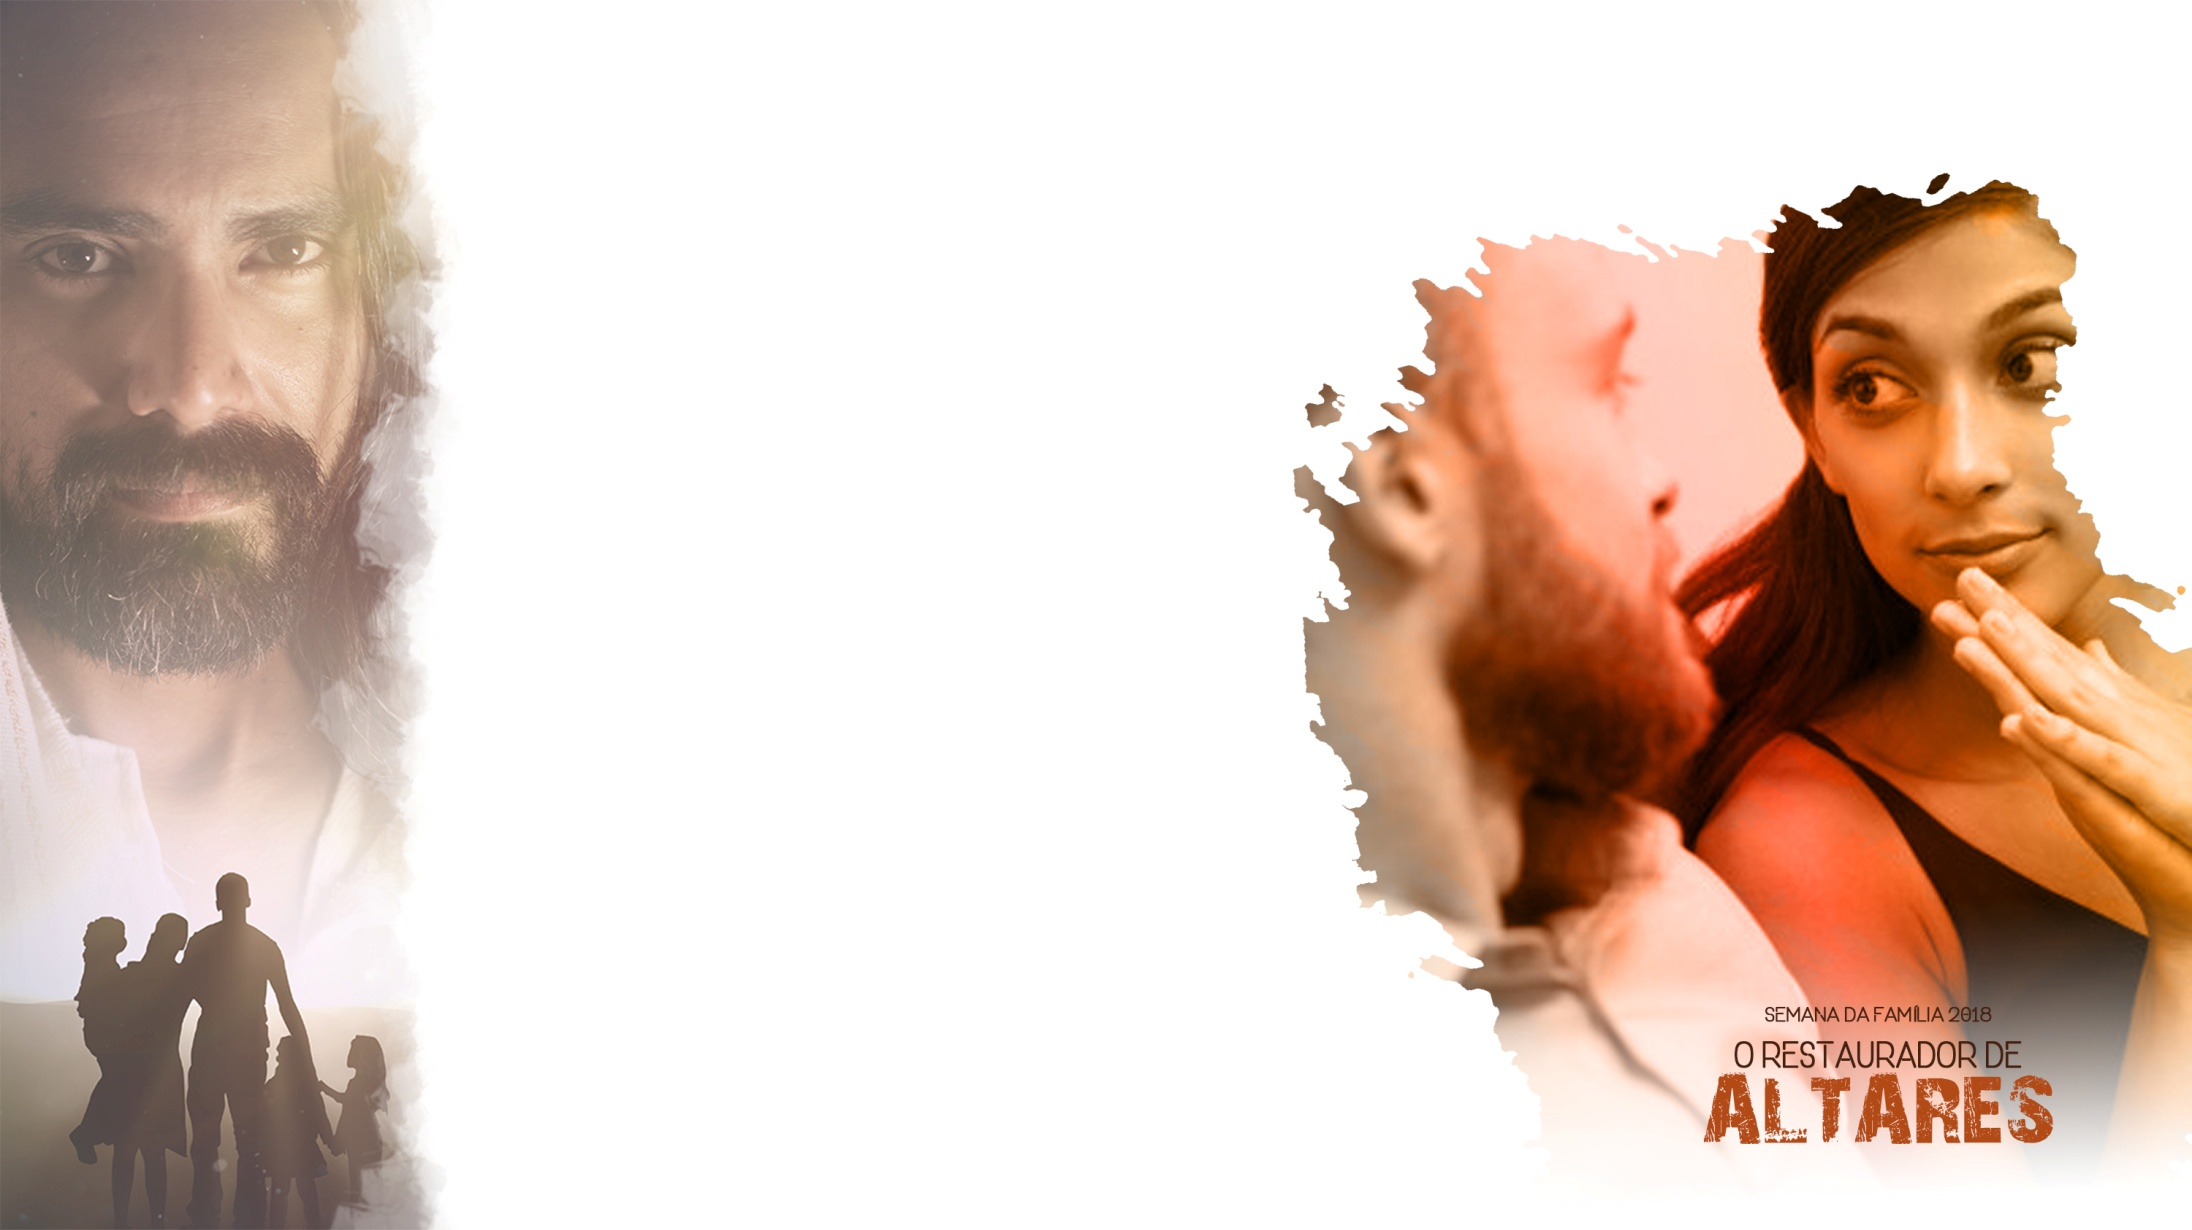 SEMANA DA FAMÍLIA 2018
O RESTAURADOR DE
ALTARES